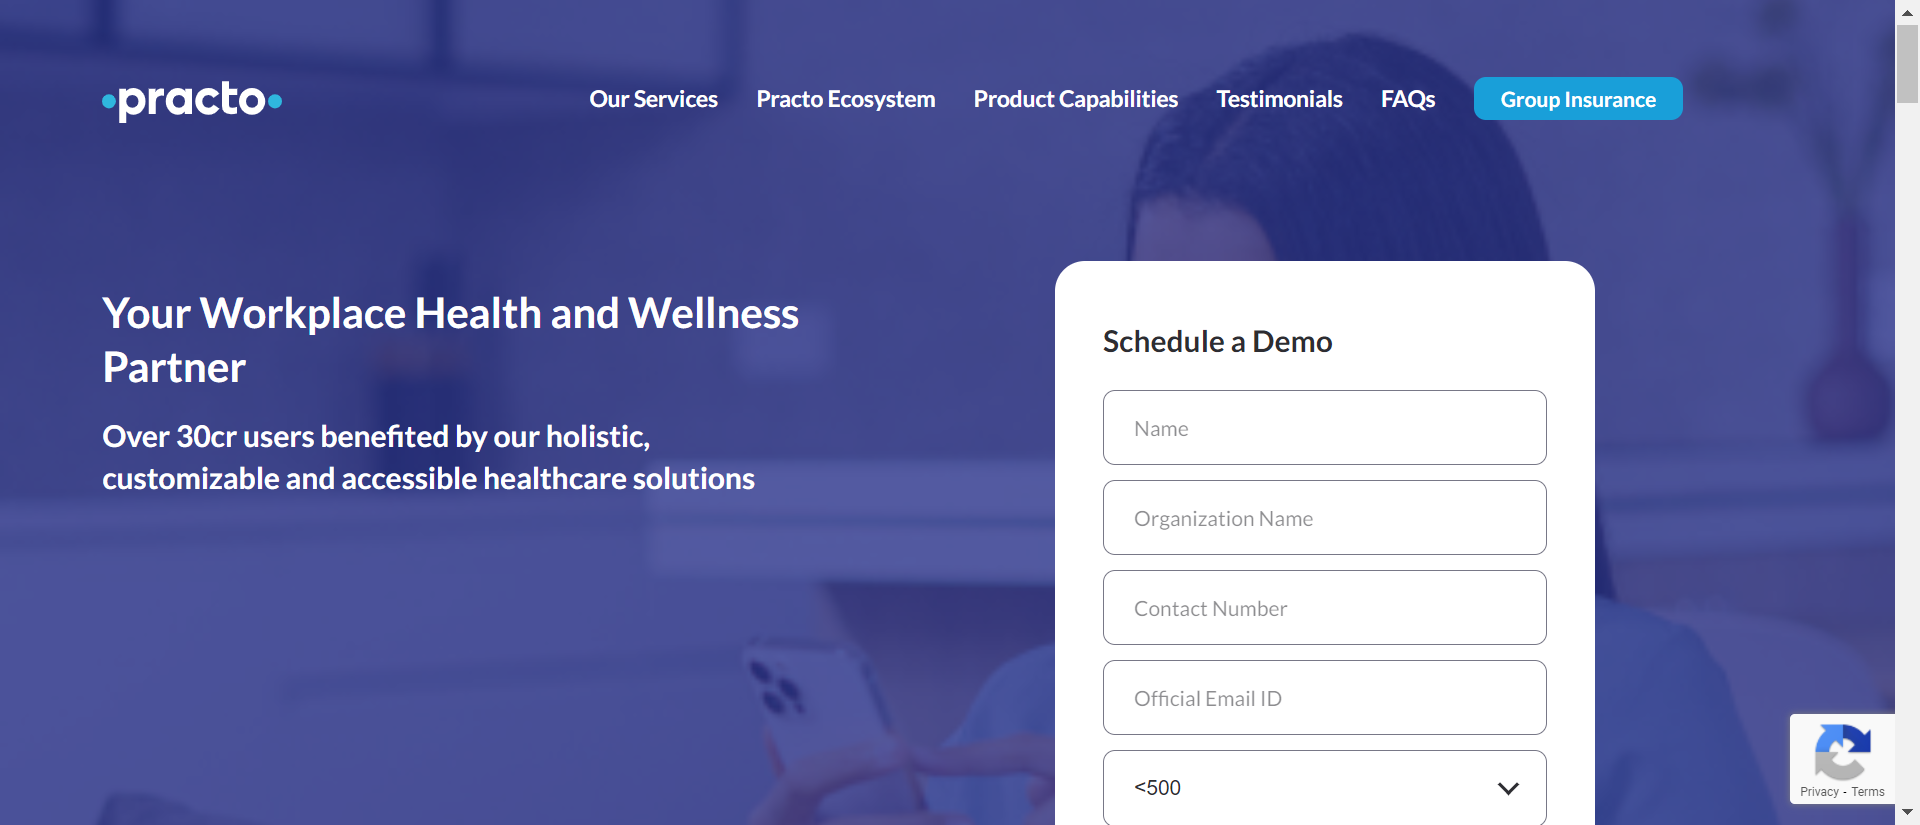 practo
Our Services
Practo Ecosystem
Product Capabilities
Testimonials
FAQs
Group Insurance
Your Workplace Health and Wellness
Partner
Over 30cr users benefited by our holistic,
customizable and accessible healthcare solutions
Schedule a Demo
Name
Organization Name
Contact Number
Official Email ID
<500
Privacy - Terms